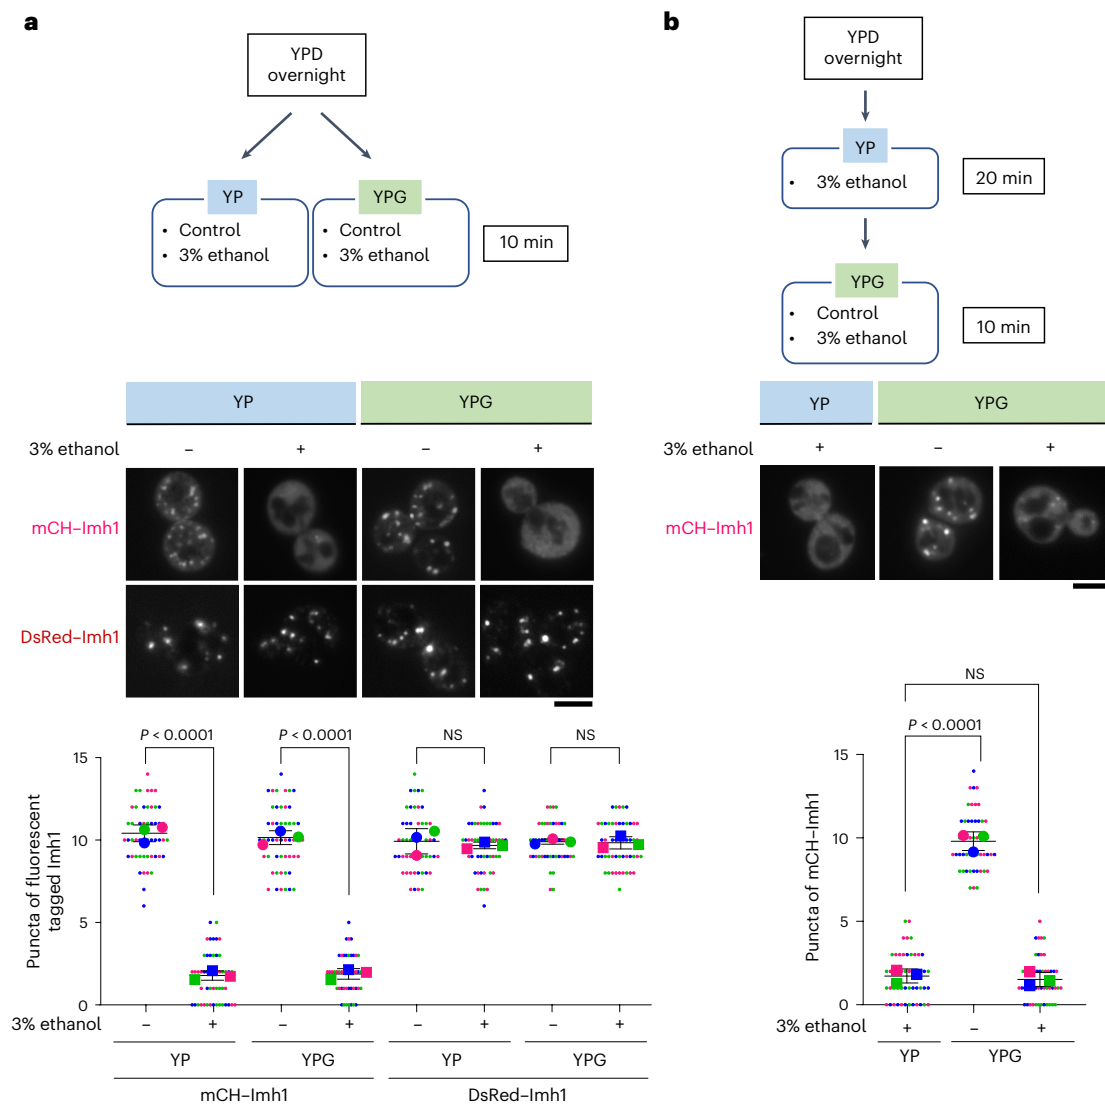 a
YPD
overnight
YP
• Control
• 3% ethanol
YPG
• Control
• 3% ethanol
10 min
YP
YPG
3% ethanol
– + – +
mCH–Imh1
DsRed–Imh1
P < 0.0001
P < 0.0001
NS
NS
Puncta of fluorescent
tagged Imh1
15
10
5
0
3% ethanol
– + – + – + – +
YP
YPG
YP
YPG
mCH–Imh1
DsRed–Imh1
b
YPD
overnight
YP
• 3% ethanol
20 min
YPG
• Control
• 3% ethanol
10 min
YP
YPG
3% ethanol
+ – +
mCH–Imh1
NS
P < 0.0001
Puncta of mCH–Imh1
15
10
5
0
3% ethanol
+ – +
YP
YPG